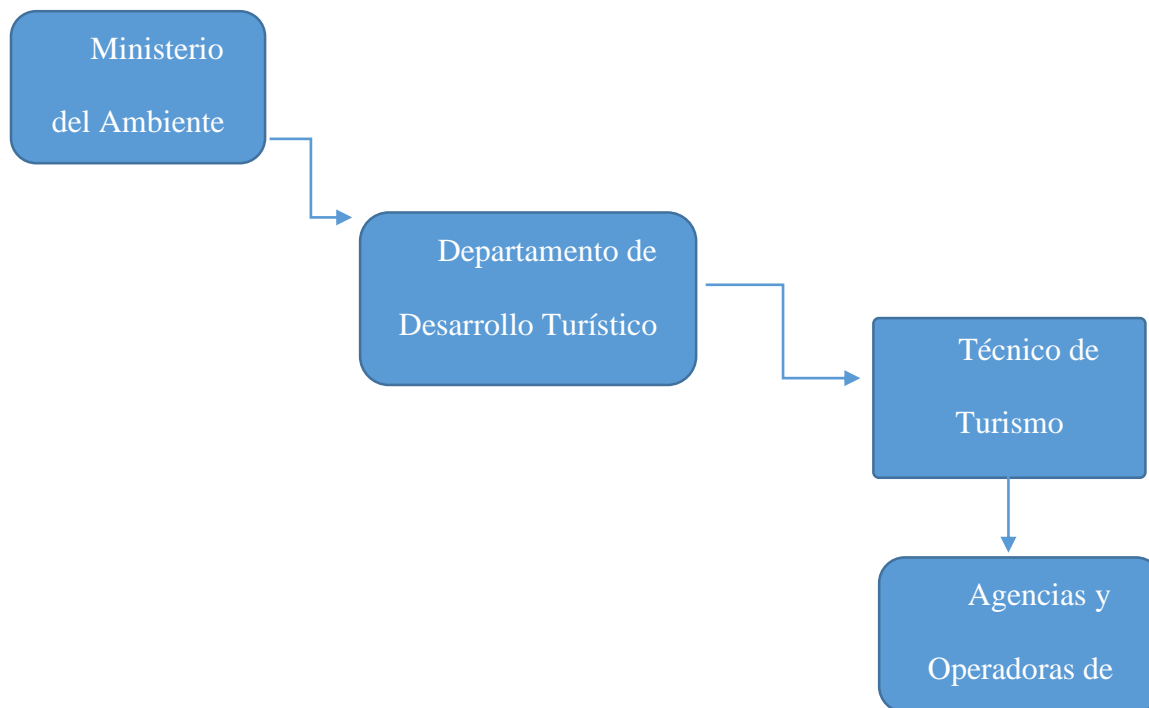 Ministerio
del Ambiente
Departamento de
Desarrollo Turístico
Técnico de
Turismo
Agencias y
Operadoras de